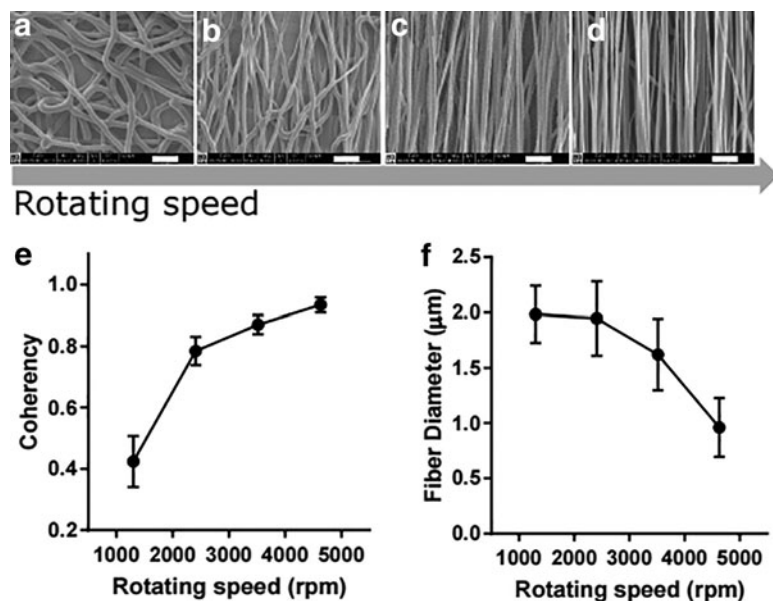 a b c d
Rotating speed
e f
1.0
0.8
0.6
0.4
0.2
Coherency
1000 2000 3000 4000 5000
Rotating speed (rpm)
2.5
2.0
1.5
1.0
0.5
0.0
Fiber Diameter (μm)
1000 2000 3000 4000 5000
Rotating speed (rpm)